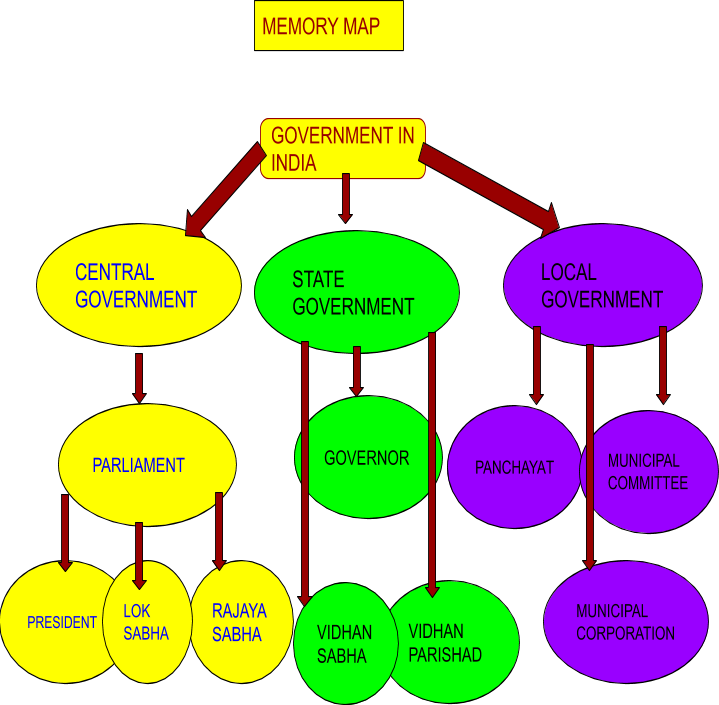 MEMORY MAP
GOVERNMENT IN
INDIA
CENTRAL
GOVERNMENT
STATE
GOVERNMENT
LOCAL
GOVERNMENT
PARLIAMENT
GOVERNOR
PANCHAYAT
MUNICIPAL
COMMITTEE
PRESIDENT
LOK
SABHA
RAJAYA
SABHA
VIDHAN
SABHA
VIDHAN
PARISHAD
MUNICIPAL
CORPORATION